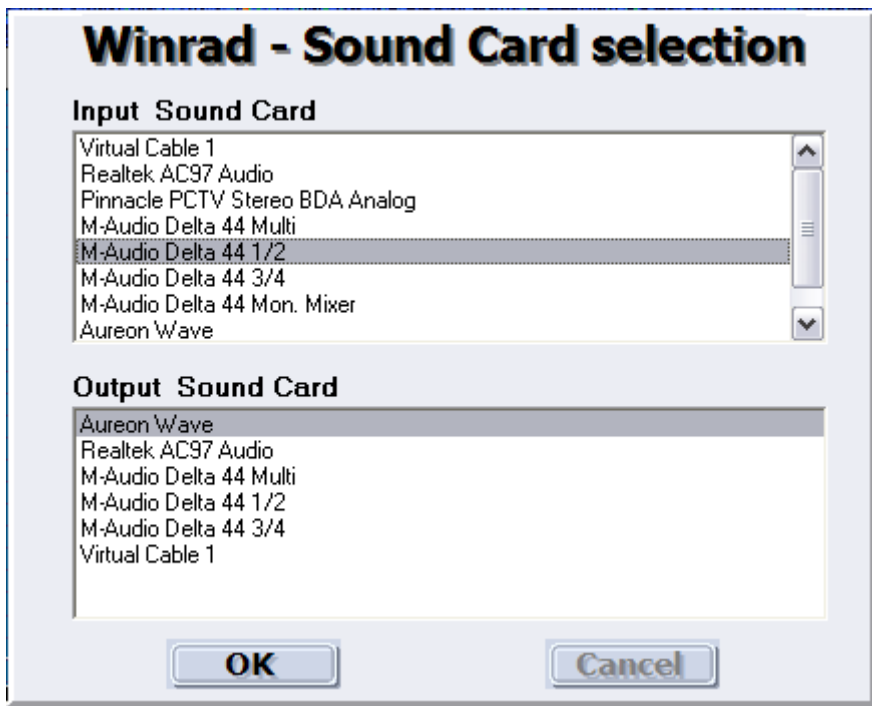 Winrad - Sound Card selection
Input Sound Card
Virtual Cable 1
Realtek AC97 Audio
Pinnacle PCTV Stereo BDA Analog
M-Audio Delta 44 Multi
M-Audio Delta 44 1/2
M-Audio Delta 44 3/4
M-Audio Delta 44 Mon. Mixer
Aureon Wave
Output Sound Card
Aureon Wave
Realtek AC97 Audio
M-Audio Delta 44 Multi
M-Audio Delta 44 1/2
M-Audio Delta 44 3/4
Virtual Cable 1
OK Cancel